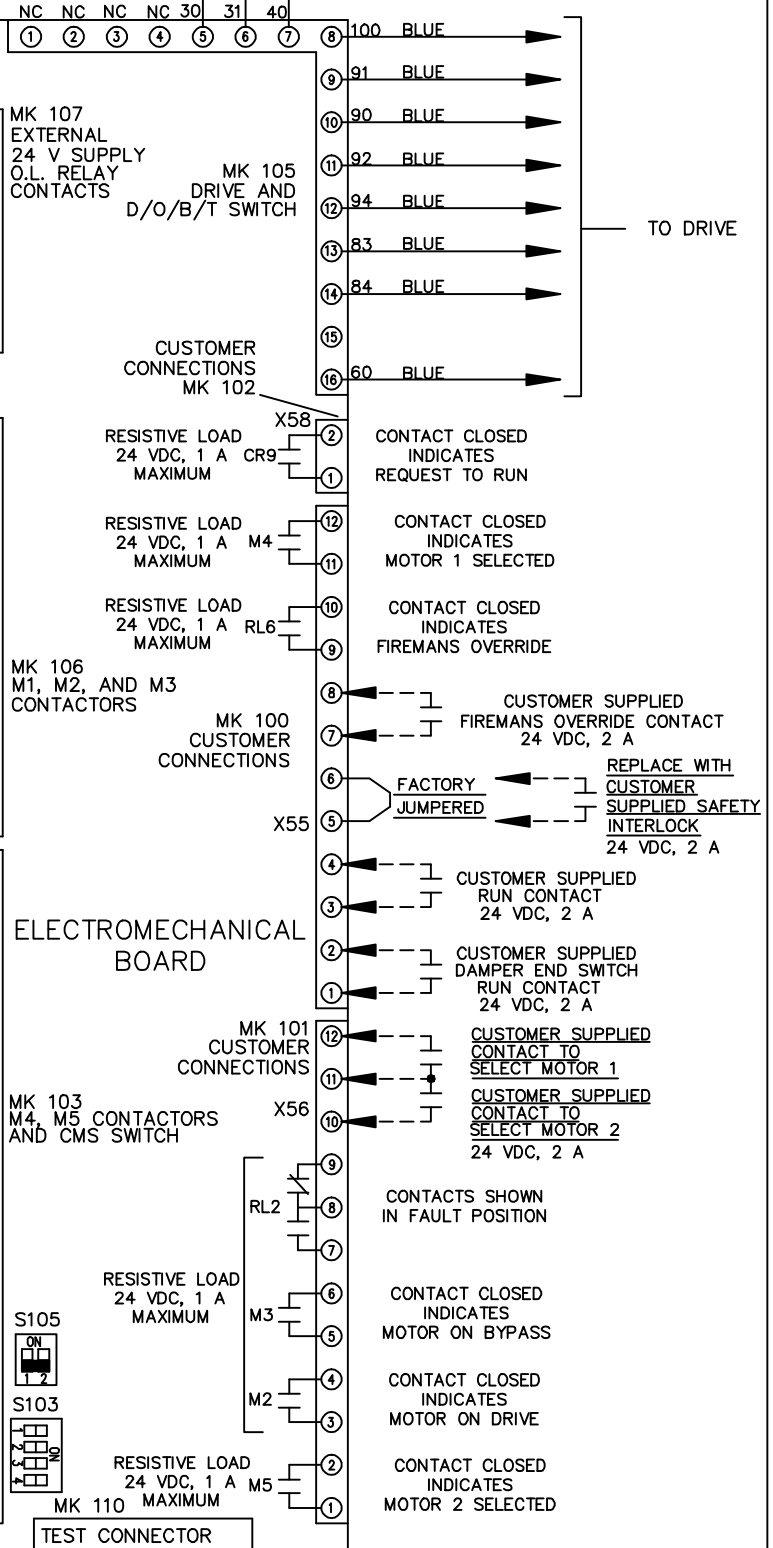 NC NC NC NC 30 31 40
1 2 3 4 5 6 7 8 100 BLUE
9 91 BLUE
10 90 BLUE
11 92 BLUE
12 94 BLUE
13 83 BLUE
14 84 BLUE
15
16 60 BLUE
TO DRIVE
MK 107
EXTERNAL
24 V SUPPLY
O.L. RELAY
CONTACTS
MK 105
DRIVE AND
D/O/B/T SWITCH
CUSTOMER
CONNECTIONS
MK 102
X58
2
1
RESISTIVE LOAD
24 VDC, 1 A
MAXIMUM
CR9
CONTACT CLOSED
INDICATES
REQUEST TO RUN
12
11
RESISTIVE LOAD
24 VDC, 1 A
MAXIMUM
M4
CONTACT CLOSED
INDICATES
MOTOR 1 SELECTED
10
9
RESISTIVE LOAD
24 VDC, 1 A
MAXIMUM
RL6
CONTACT CLOSED
INDICATES
FIREMANS OVERRIDE
MK 106
M1, M2, AND M3
CONTACTORS
MK 100
CUSTOMER
CONNECTIONS
8
7
CUSTOMER SUPPLIED
FIREMANS OVERRIDE CONTACT
24 VDC, 2 A
6
5
X55
FACTORY
JUMPERED
REPLACE WITH
CUSTOMER
SUPPLIED SAFETY
INTERLOCK
24 VDC, 2 A
4
3
CUSTOMER SUPPLIED
RUN CONTACT
24 VDC, 2 A
ELECTROMECHANICAL
BOARD
2
1
CUSTOMER SUPPLIED
DAMPER END SWITCH
RUN CONTACT
24 VDC, 2 A
MK 101
CUSTOMER
CONNECTIONS
X56
12
11
10
CUSTOMER SUPPLIED
CONTACT TO
SELECT MOTOR 1
CUSTOMER SUPPLIED
CONTACT TO
SELECT MOTOR 2
24 VDC, 2 A
MK 103
M4, M5 CONTACTORS
AND CMS SWITCH
9
8
7
RL2
CONTACTS SHOWN
IN FAULT POSITION
RESISTIVE LOAD
24 VDC, 1 A
MAXIMUM
6
5
M3
CONTACT CLOSED
INDICATES
MOTOR ON BYPASS
4
3
M2
CONTACT CLOSED
INDICATES
MOTOR ON DRIVE
S105
ON
1 2
S103
1
2
3
4
ON
RESISTIVE LOAD
24 VDC, 1 A
MAXIMUM
M5
2
1
CONTACT CLOSED
INDICATES
MOTOR 2 SELECTED
MK 110
TEST CONNECTOR